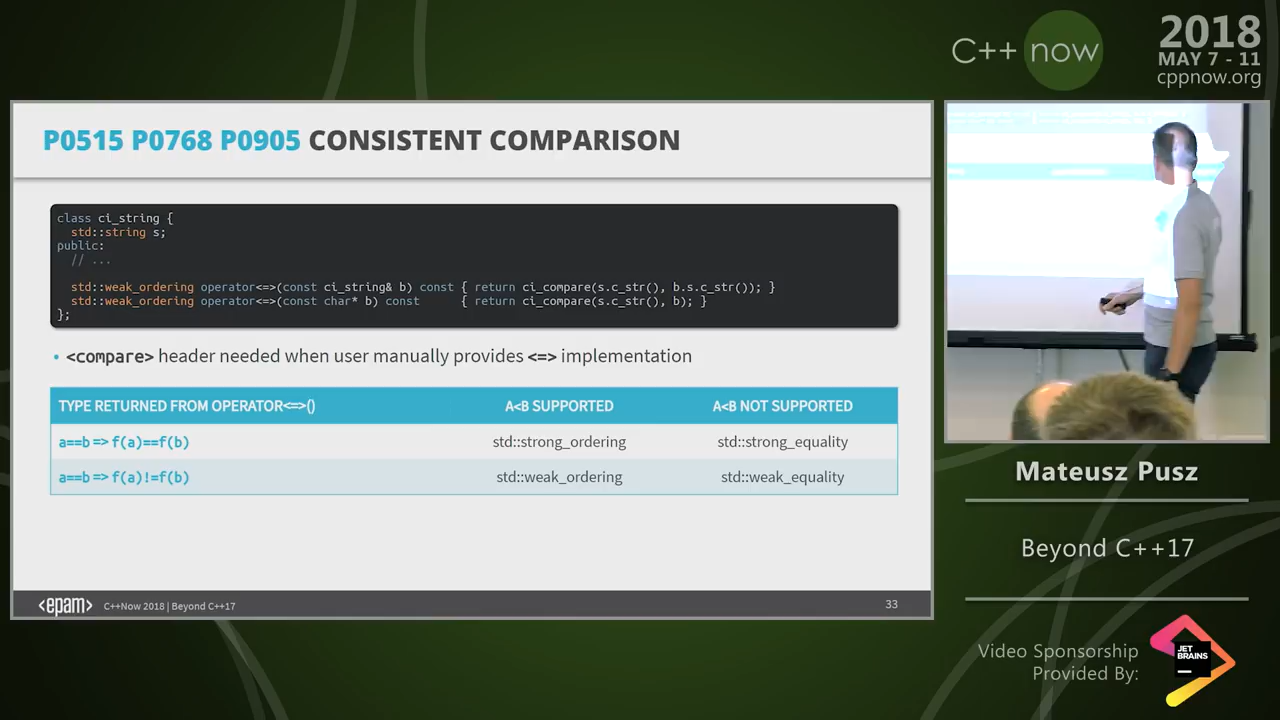 C++ now
2018
MAY 7 - 11
cppnow.org
P0515 P0768 P0905 CONSISTENT COMPARISON
class ci_string {
  std::string s;
public:
  // ...
  std::weak_ordering operator<=>(const ci_string& b) const { return ci_compare(s.c_str(), b.s.c_str()); }
  std::weak_ordering operator<=>(const char* b) const      { return ci_compare(s.c_str(), b); }
};
• <compare> header needed when user manually provides <=> implementation
TYPE RETURNED FROM OPERATOR<=>() A<B SUPPORTED A<B NOT SUPPORTED
a==b => f(a)==f(b) std::strong_ordering std::strong_equality
a==b => f(a)!=f(b) std::weak_ordering std::weak_equality
<epam> C++Now 2018 | Beyond C++17 33
Mateusz Pusz
Beyond C++17
Video Sponsorship
Provided By:
JET
BRAINS